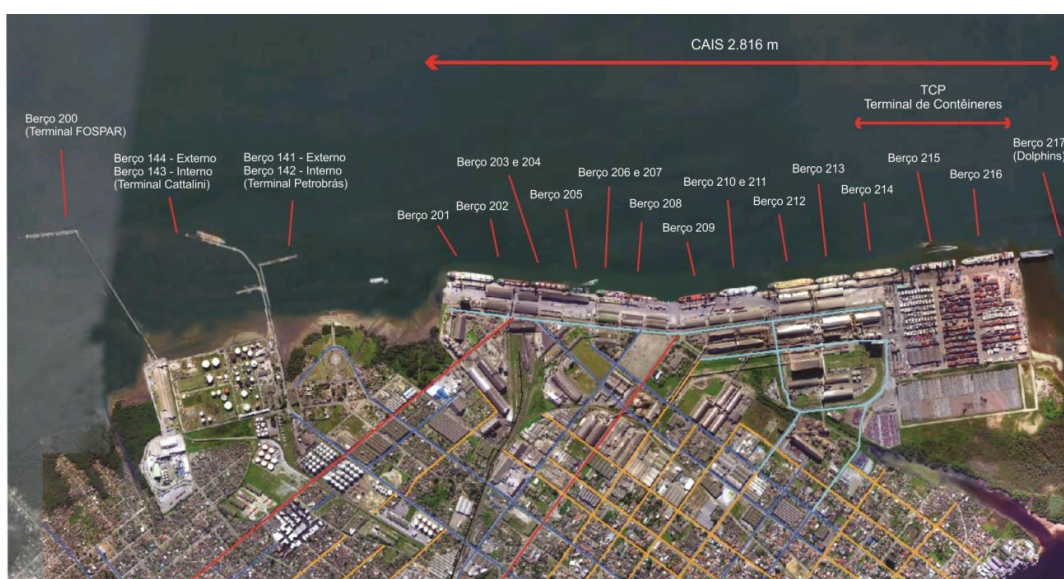 CAIS 2.816 m
TCP
Terminal de Contêineres
Berço 200
(Terminal FOSPAR)
Berço 144 - Externo
Berço 143 - Interno
(Terminal Cattalini)
Berço 141 - Externo
Berço 142 - Interno
(Terminal Petrobrás)
Berço 201
Berço 202
Berço 203 e 204
Berço 205
Berço 206 e 207
Berço 208
Berço 209
Berço 210 e 211
Berço 212
Berço 213
Berço 214
Berço 215
Berço 216
Berço 217
(Dolphins)